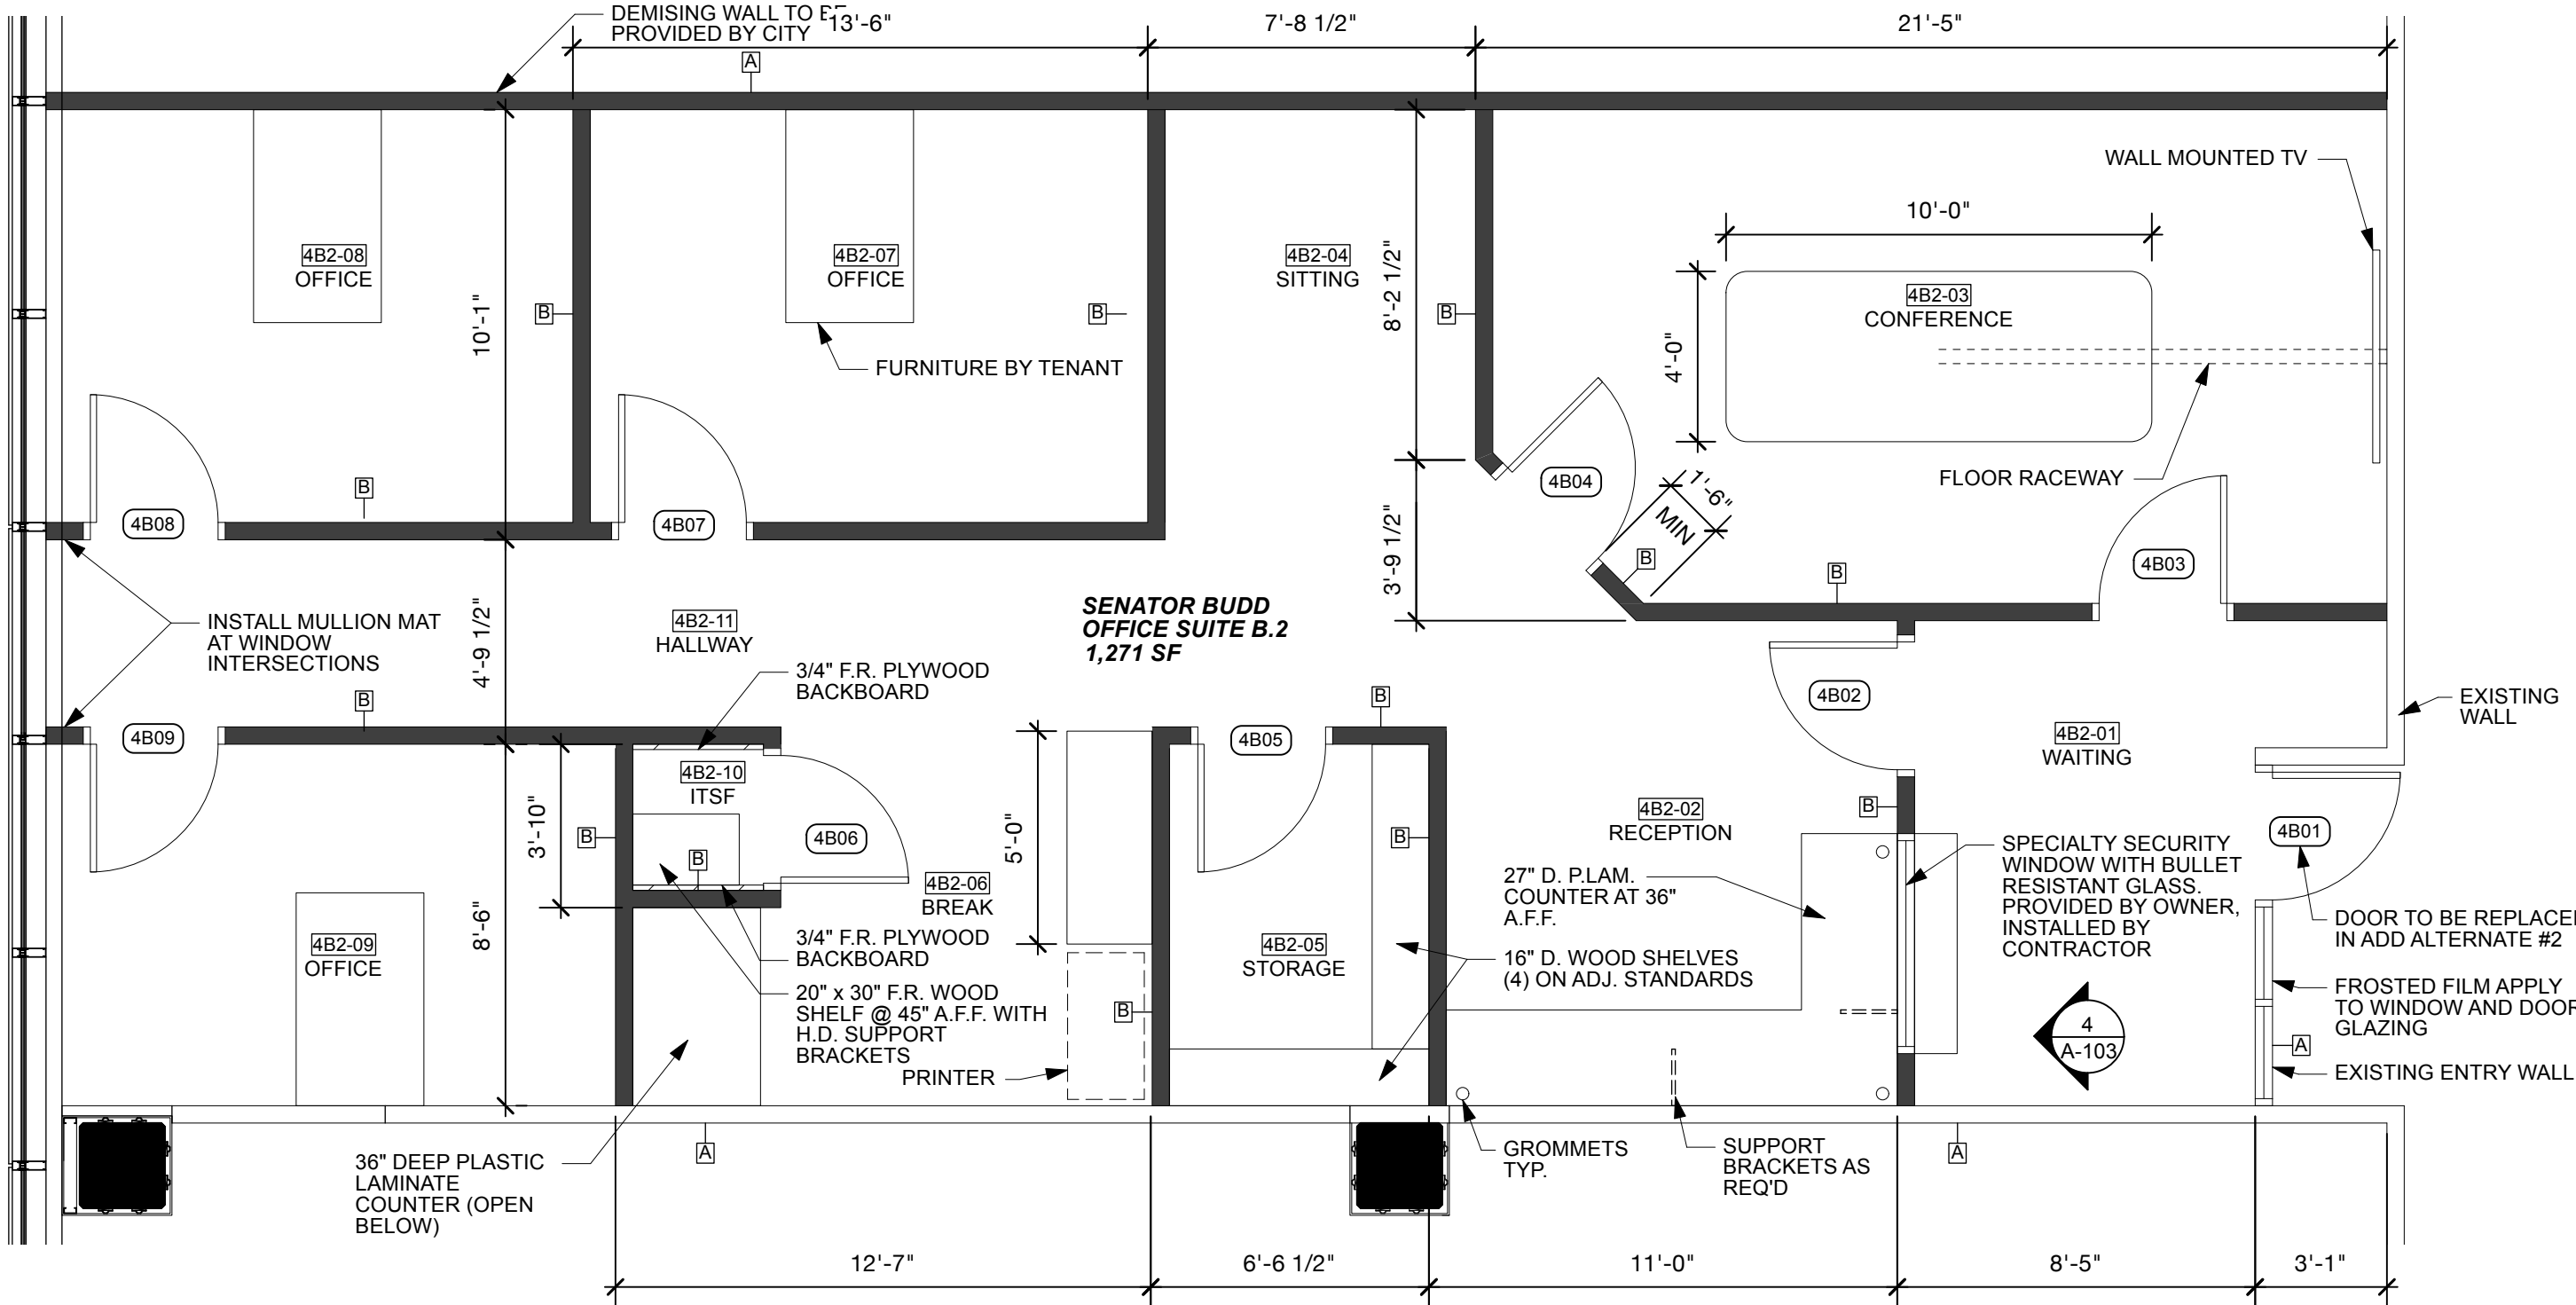 DEMISING WALL TO BE
PROVIDED BY CITY
13'-6"
7'-8 1/2"
21'-5"
A
WALL MOUNTED TV
10'-0"
4B2-08
OFFICE
4B2-07
OFFICE
4B2-04
SITTING
4B2-03
CONFERENCE
10'-1"
B
B
8'-2 1/2"
B
4'-0"
FURNITURE BY TENANT
FLOOR RACEWAY
B
4B08
4B07
4B04
1'-6"
MIN
3'-9 1/2"
B
B
4B03
INSTALL MULLION MAT
AT WINDOW
INTERSECTIONS
4B2-11
HALLWAY
SENATOR BUDD
OFFICE SUITE B.2
1,271 SF
4'-9 1/2"
3/4" F.R. PLYWOOD
BACKBOARD
B
B
4B02
EXISTING
WALL
4B09
4B05
4B2-01
WAITING
4B2-10
ITSF
3'-10"
B
4B06
5'-0"
B
4B2-02
RECEPTION
B
4B01
B
SPECIALTY SECURITY
WINDOW WITH BULLET
RESISTANT GLASS.
PROVIDED BY OWNER,
INSTALLED BY
CONTRACTOR
4B2-06
BREAK
27" D. P.LAM.
COUNTER AT 36"
A.F.F.
DOOR TO BE REPLACE
IN ADD ALTERNATE #2
4B2-09
OFFICE
8'-6"
3/4" F.R. PLYWOOD
BACKBOARD
4B2-05
STORAGE
16" D. WOOD SHELVES
(4) ON ADJ. STANDARDS
20" x 30" F.R. WOOD
SHELF @ 45" A.F.F. WITH
H.D. SUPPORT
BRACKETS
B
FROSTED FILM APPLY
TO WINDOW AND DOOR
GLAZING
4
A-103
A
PRINTER
EXISTING ENTRY WALL
36" DEEP PLASTIC
LAMINATE
COUNTER (OPEN
BELOW)
A
GROMMETS
TYP.
SUPPORT
BRACKETS AS
REQ'D
A
12'-7"
6'-6 1/2"
11'-0"
8'-5"
3'-1"